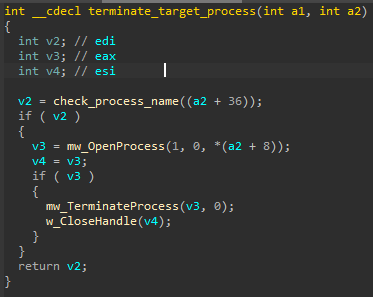 int __cdecl terminate_target_process(int a1, int a2)
{
int v2; // edi
int v3; // eax
int v4; // esi
v2 = check_process_name((a2 + 36));
if ( v2 )
{
v3 = mw_OpenProcess(1, 0, *(a2 + 8));
v4 = v3;
if ( v3 )
{
mw_TerminateProcess(v3, 0);
w_CloseHandle(v4);
}
}
return v2;
}